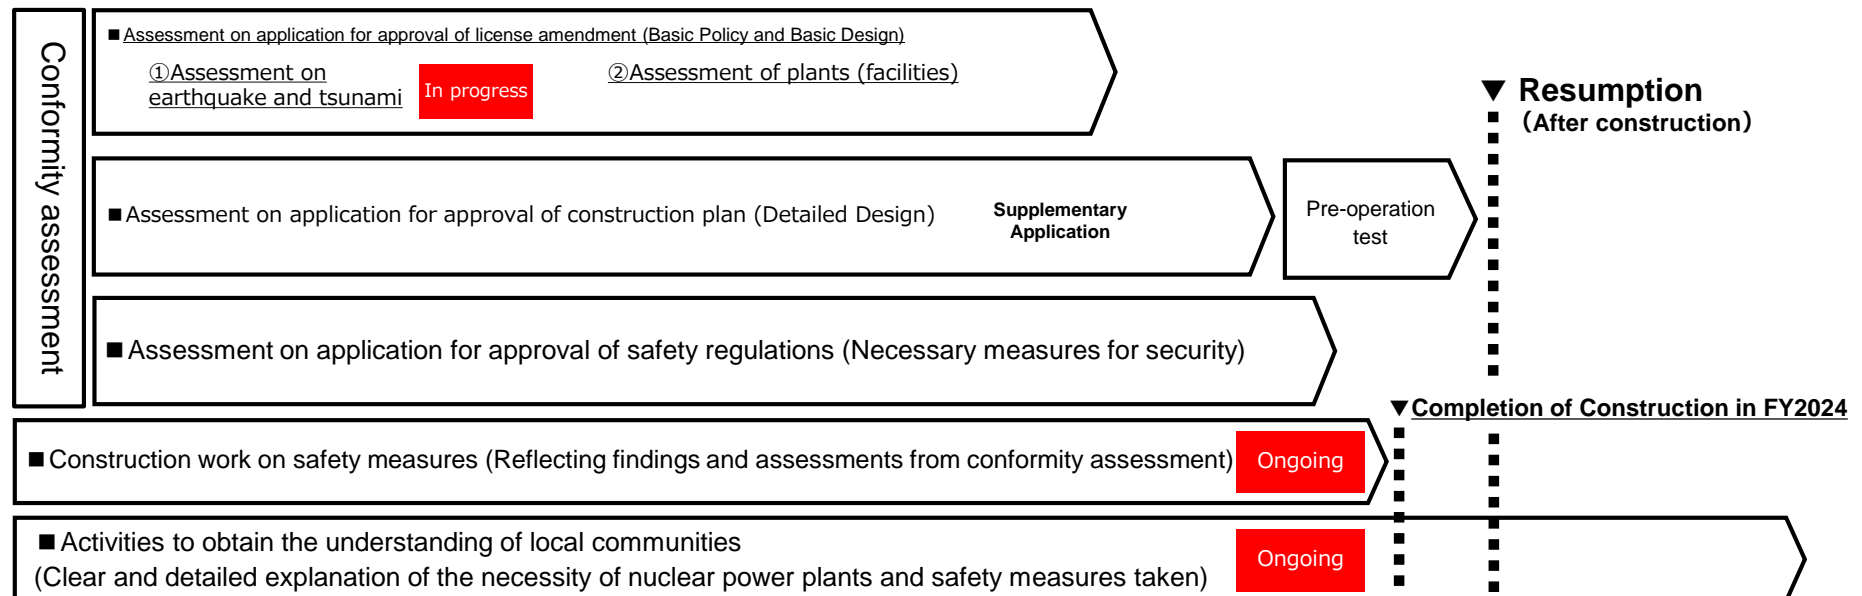 Conformity assessment
■Assessment on application for approval of license amendment (Basic Policy and Basic Design)
①Assessment on
earthquake and tsunami
In progress
②Assessment of plants (facilities)
▼ Resumption
(After construction)
■Assessment on application for approval of construction plan (Detailed Design)
Supplementary
Application
Pre-operation
test
■Assessment on application for approval of safety regulations (Necessary measures for security)
▼Completion of Construction in FY2024
■Construction work on safety measures (Reflecting findings and assessments from conformity assessment)
Ongoing
■Activities to obtain the understanding of local communities
(Clear and detailed explanation of the necessity of nuclear power plants and safety measures taken)
Ongoing